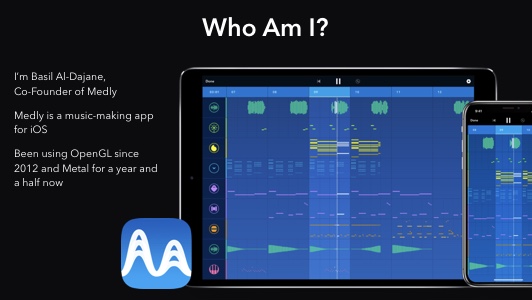 Who Am I?
I'm Basil Al-Dajane,
Co-Founder of Medly
Medly is a music-making app
for iOS
Been using OpenGL since
2012 and Metal for a year and
a half now